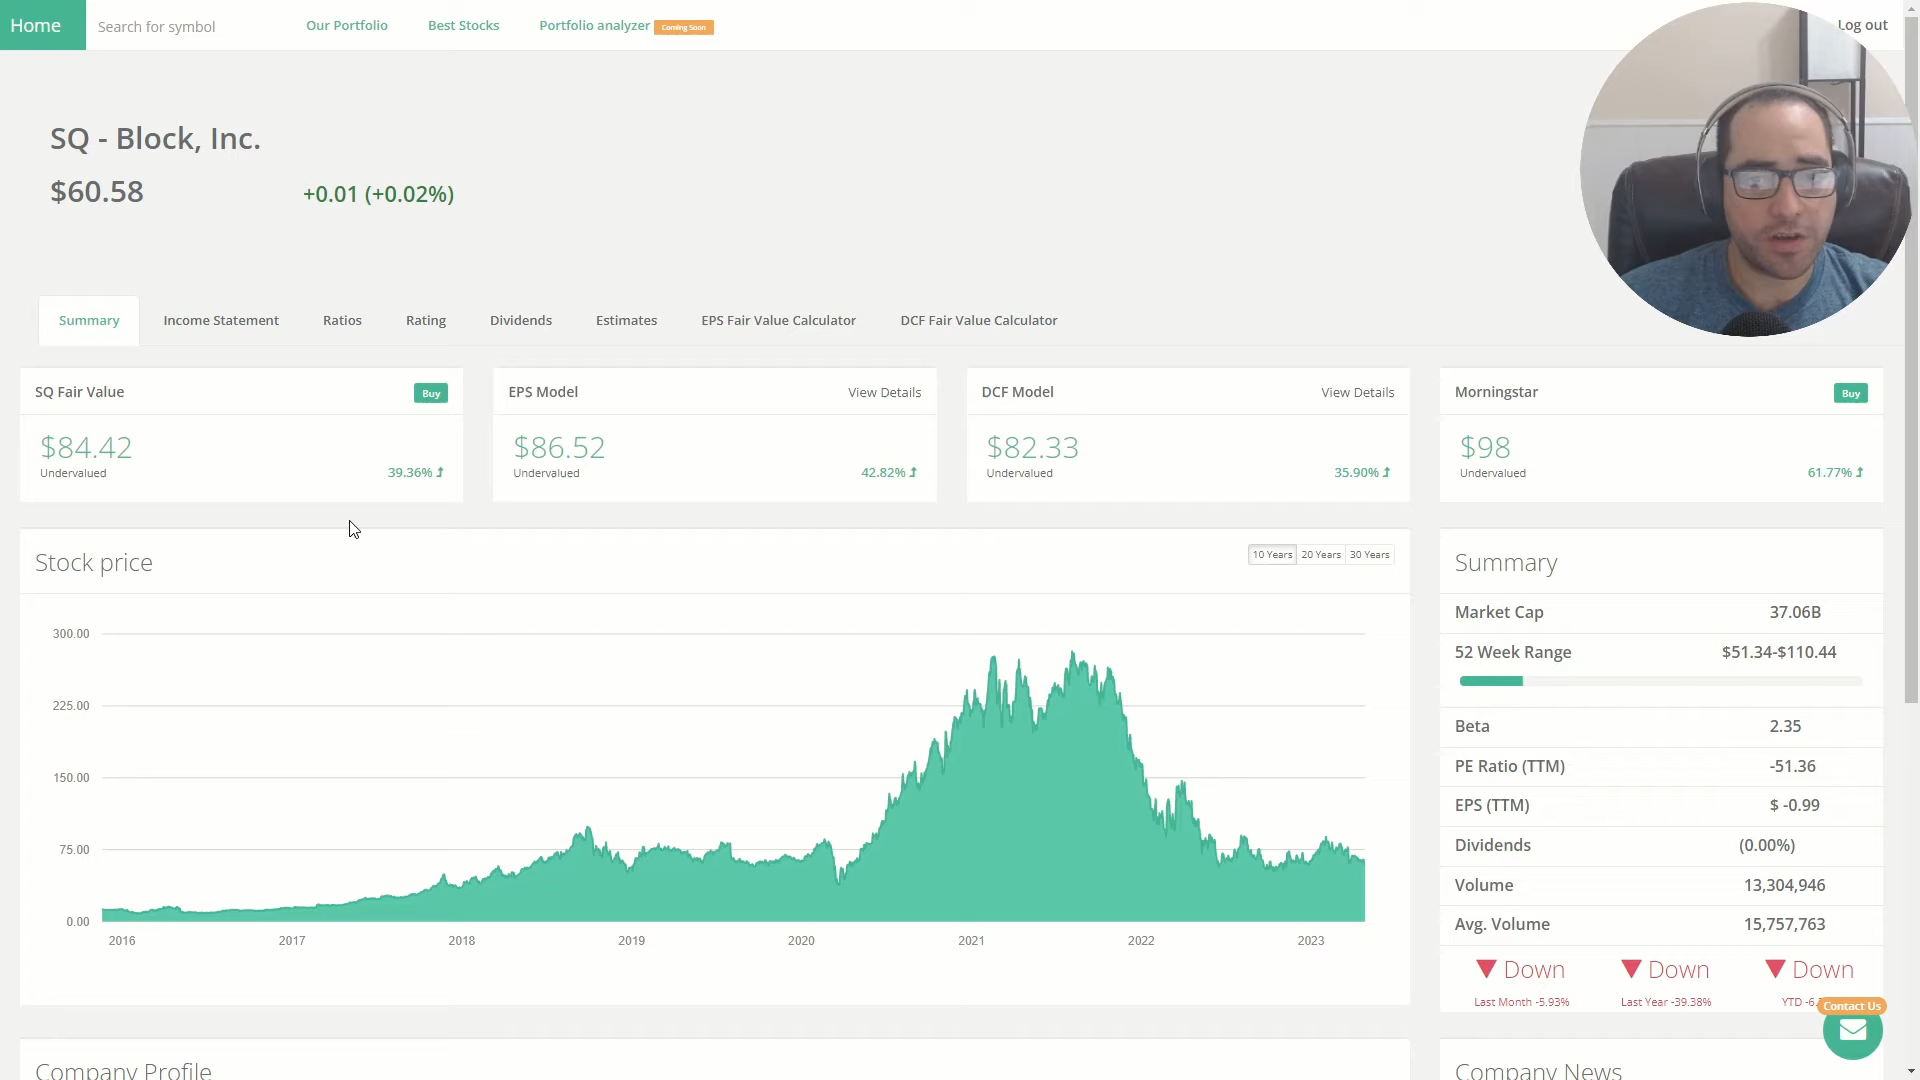 Home
Search for symbol
Our Portfolio
Best Stocks
Portfolio analyzer
Coming Soon
Log out
SQ - Block, Inc.
$60.58
+0.01 (+0.02%)
Summary
Income Statement
Ratios
Rating
Dividends
Estimates
EPS Fair Value Calculator
DCF Fair Value Calculator
SQ Fair Value
Buy
$84.42
Undervalued
39.36%
EPS Model
View Details
$86.52
Undervalued
42.82%
DCF Model
View Details
$82.33
Undervalued
35.90%
Morningstar
Buy
$98
Undervalued
61.77%
Stock price
10 Years
20 Years
30 Years
300.00
225.00
150.00
75.00
0.00
2016
2017
2018
2019
2020
2021
2022
2023
Summary
Market Cap 37.06B
52 Week Range $51.34-$110.44
Beta 2.35
PE Ratio (TTM) -51.36
EPS (TTM) $ -0.99
Dividends (0.00%)
Volume 13,304,946
Avg. Volume 15,757,763
Down
Last Month -5.93%
Down
Last Year -39.38%
Down
YTD -6.
Contact Us
Company Profile
Company News